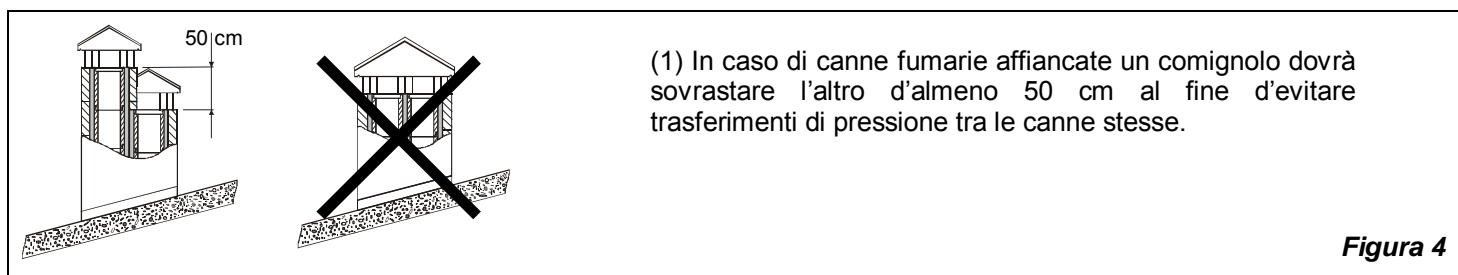 50 cm
(1) In caso di canne fumarie affiancate un comignolo dovrà
sovrastare l'altro d'almeno 50 cm al fine d'evitare
trasferimenti di pressione tra le canne stesse.
Figura 4